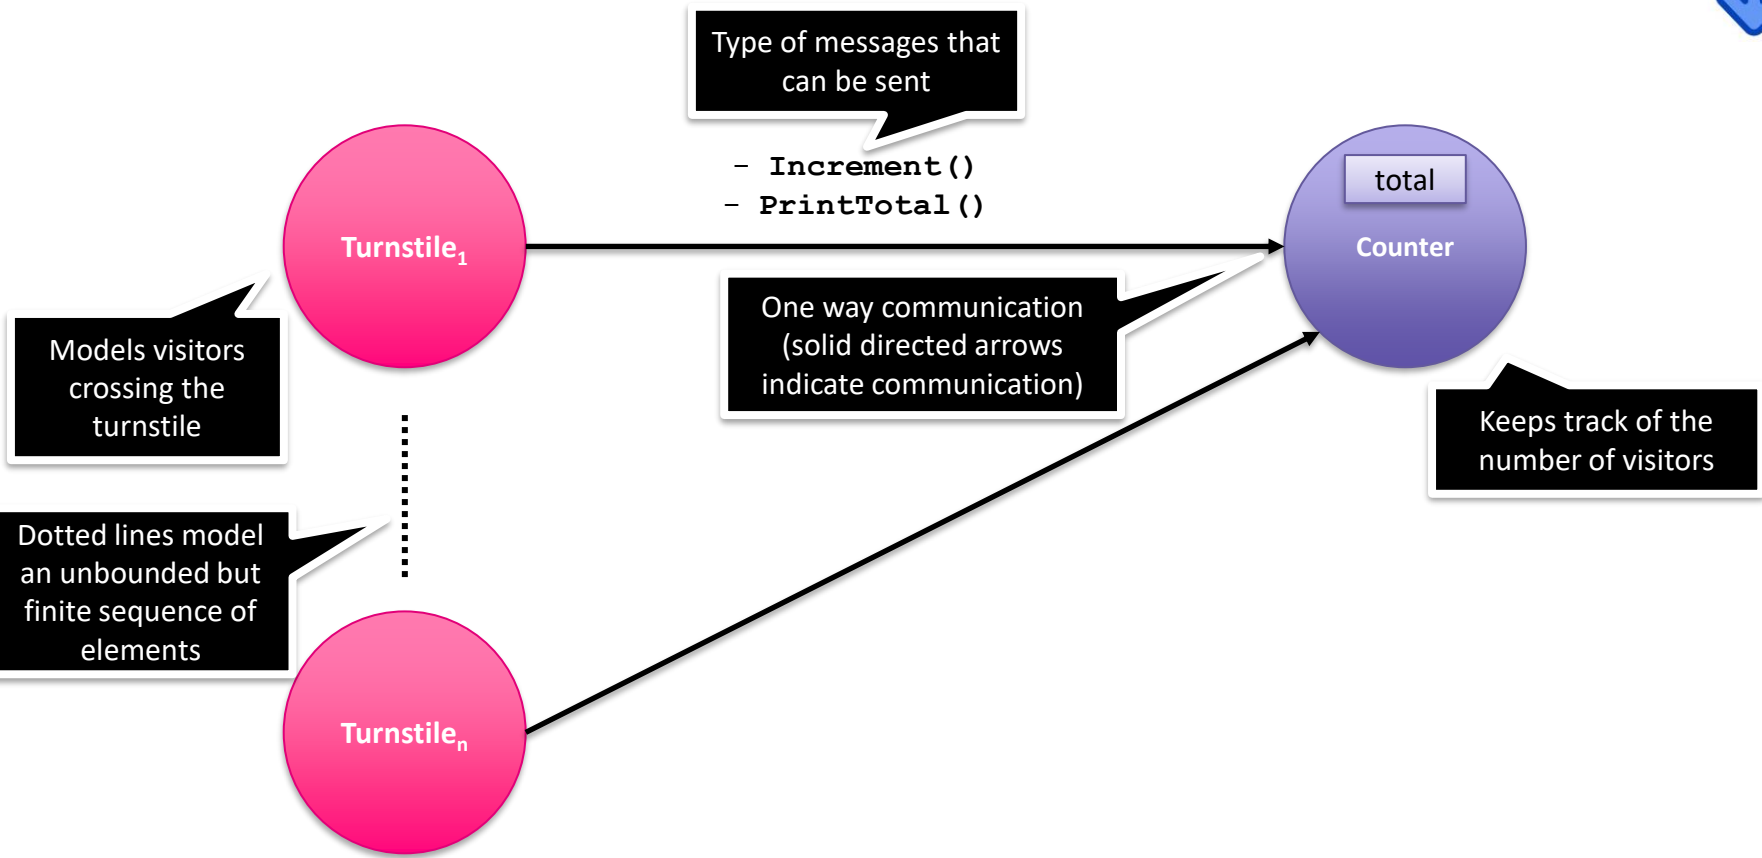 Type of messages that
can be sent
- Increment()
- PrintTotal()
total
Turnstile1
Counter
One way communication
(solid directed arrows
indicate communication)
Models visitors
crossing the
turnstile
Keeps track of the
number of visitors
Dotted lines model
an unbounded but
finite sequence of
elements
Turnstilen